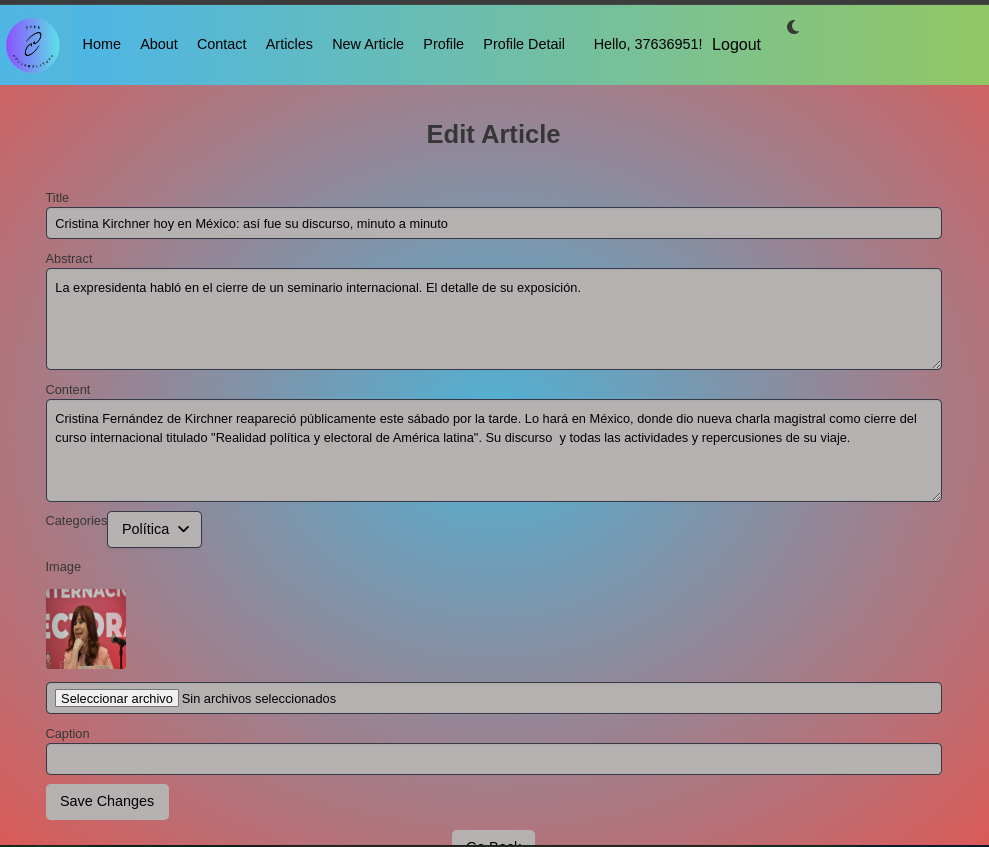 Home About Contact Articles New Article Profile Profile Detail Hello, 37636951! Logout
Edit Article
Title
Cristina Kirchner hoy en México: así fue su discurso, minuto a minuto
Abstract
La expresidenta habló en el cierre de un seminario internacional. El detalle de su exposición.
Content
Cristina Fernández de Kirchner reapareció públicamente este sábado por la tarde. Lo hará en México, donde dio nueva charla magistral como cierre del
curso internacional titulado "Realidad política y electoral de América latina". Su discurso  y todas las actividades y repercusiones de su viaje.
Categories Política
Image
Seleccionar archivo Sin archivos seleccionados
Caption
Save Changes
Go Back